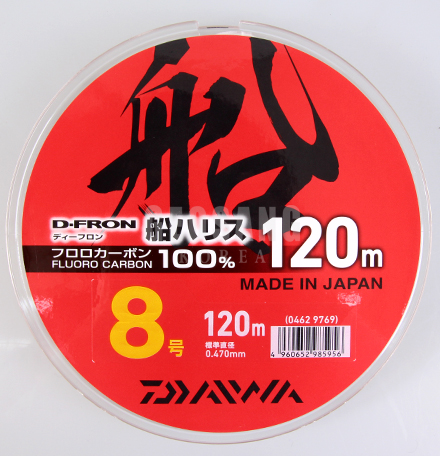 船
D-FRON
ディーフロン
船ハリス
フロロカーボン
FLUORO CARBON
100%
120m
MADE IN JAPAN
8号
120m
標準直径
0.470mm
(0462 9769)
4 960652 985956
DAIWA